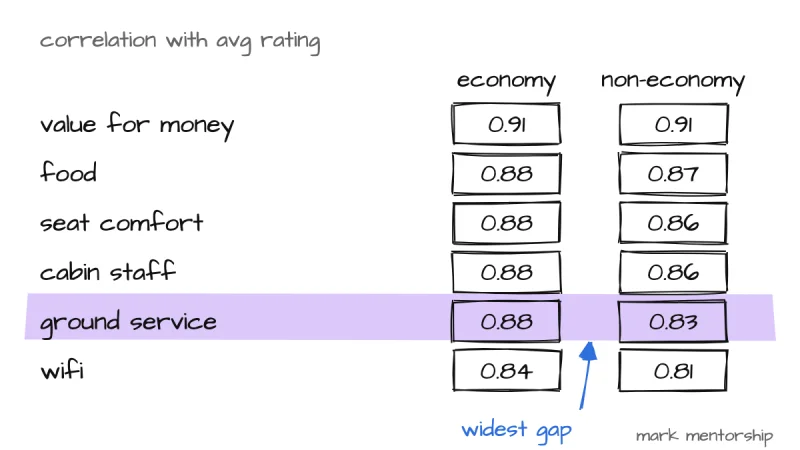 correlation with avg rating
economy non-economy
value for money 0.91 0.91
food 0.88 0.87
seat comfort 0.88 0.86
cabin staff 0.88 0.86
ground service 0.88 0.83
wifi 0.84 0.81
widest gap
mark mentorship